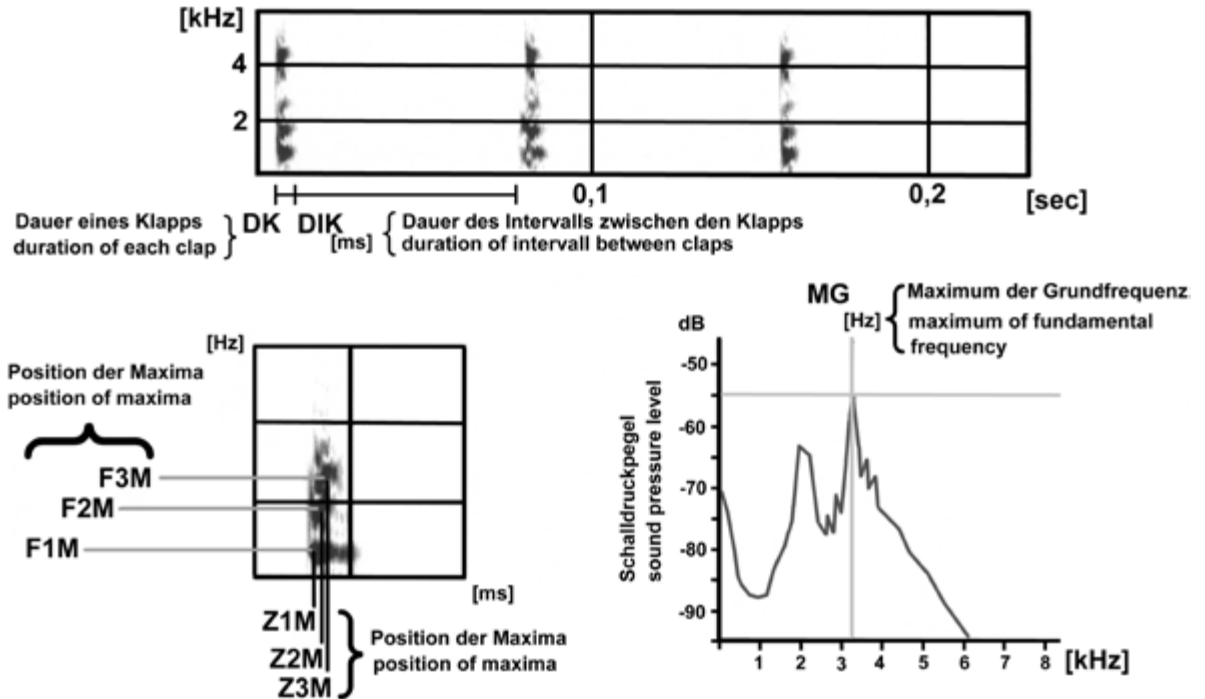 [kHz]
4
2
0,1
0,2
[sec]
Dauer eines Klapps
duration of each clap
DK
DIK
[ms]
Dauer des Intervalls zwischen den Klapps
duration of intervall between claps
[Hz]
Position der Maxima
position of maxima
F3M
F2M
F1M
[ms]
Z1M
Z2M
Z3M
Position der Maxima
position of maxima
MG
[Hz]
Maximum der Grundfrequenz
maximum of fundamental
frequency
dB
Schalldruckpegel
sound pressure level
-50
-60
-70
-80
-90
1 2 3 4 5 6 7 8 [kHz]